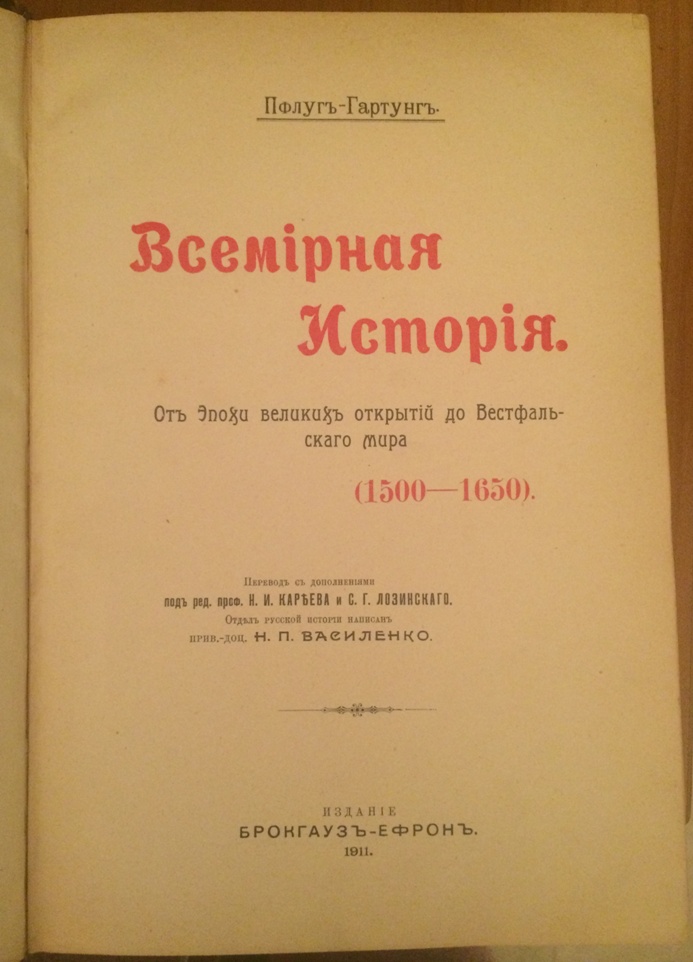 Пфлугъ-Гартунгъ.
Всемірная
Исторія.
Отъ Эпохи великихъ открытій до Вестфаль-
скаго мира
(1500—1650).
Переводъ съ дополненіями
подъ ред. проф. Н. И. КАРѢЕВА и С. Г. ЛОЗИНСКАГО.
Отдѣлъ русской исторіи написанъ
прив.-доц. Н. П. ВАСИЛЕНКО.
ИЗДАНІЕ
БРОКГАУЗЪ-ЕФРОНЪ.
1911.